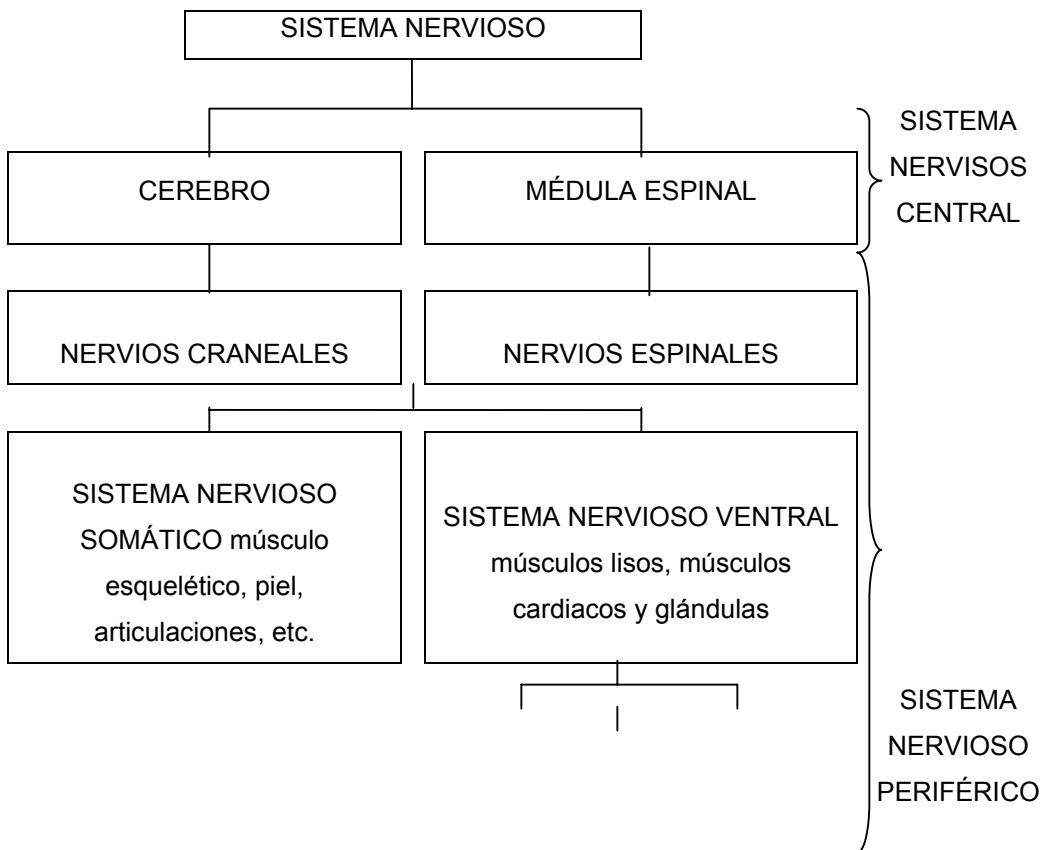 SISTEMA NERVIOSO
SISTEMA
NERVISOS
CENTRAL
CEREBRO
MÉDULA ESPINAL
NERVIOS CRANEALES
NERVIOS ESPINALES
SISTEMA NERVIOSO
SOMÁTICO músculo
esquelético, piel,
articulaciones, etc.
SISTEMA NERVIOSO VENTRAL
músculos lisos, músculos
cardiacos y glándulas
SISTEMA
NERVIOSO
PERIFÉRICO